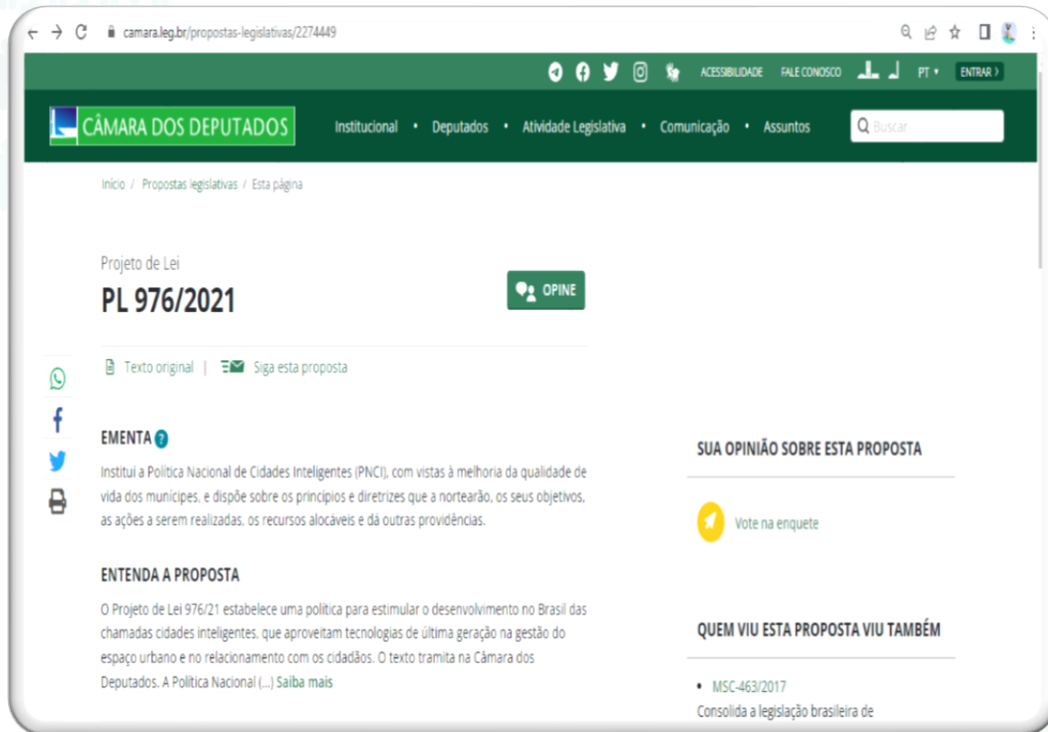 camara.leg.br/propostas-legislativas/2274449
ACESSIBILIDADE FALE CONOSCO PT ENTRAR
CÂMARA DOS DEPUTADOS Institucional • Deputados • Atividade Legislativa • Comunicação • Assuntos Buscar
Início / Propostas legislativas / Esta página
Projeto de Lei
PL 976/2021
OPINE
Texto original | Siga esta proposta
EMENTA ?
Institui a Política Nacional de Cidades Inteligentes (PNCI), com vistas à melhoria da qualidade de
vida dos munícipes, e dispõe sobre os princípios e diretrizes que a nortearão, os seus objetivos,
as ações a serem realizadas, os recursos alocáveis e dá outras providências.
ENTENDA A PROPOSTA
O Projeto de Lei 976/21 estabelece uma política para estimular o desenvolvimento no Brasil das
chamadas cidades inteligentes, que aproveitam tecnologias de última geração na gestão do
espaço urbano e no relacionamento com os cidadãos. O texto tramita na Câmara dos
Deputados. A Política Nacional (...) Saiba mais
SUA OPINIÃO SOBRE ESTA PROPOSTA
Vote na enquete
QUEM VIU ESTA PROPOSTA VIU TAMBÉM
• MSC-463/2017
Consolida a legislação brasileira de